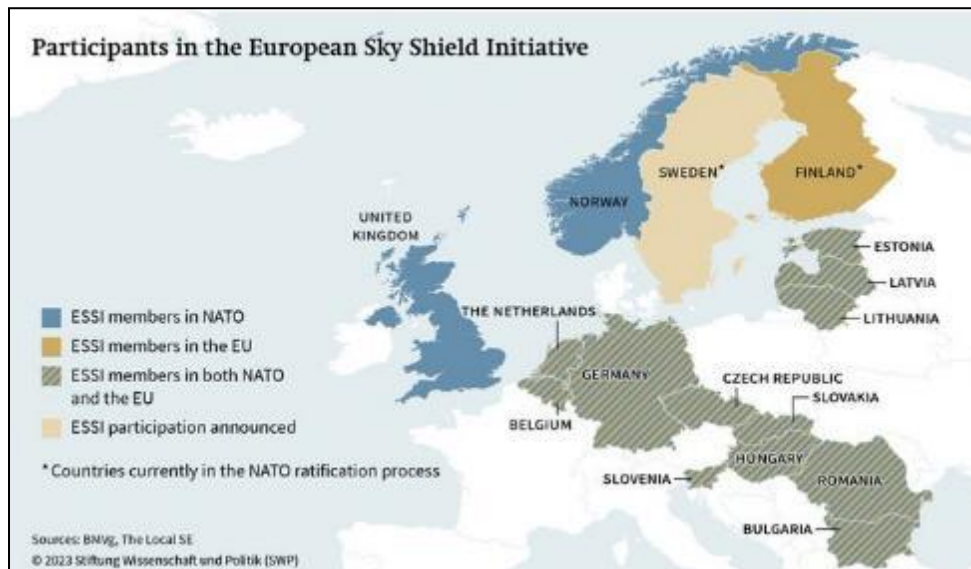 Participants in the European Sky Shield Initiative
SWEDEN*
FINLAND*
NORWAY
UNITED
KINGDOM
ESTONIA
LATVIA
THE NETHERLANDS
LITHUANIA
ESSI members in NATO
ESSI members in the EU
ESSI members in both NATO
and the EU
ESSI participation announced
GERMANY
CZECH REPUBLIC
SLOVAKIA
BELGIUM
HUNGARY
SLOVENIA
ROMANIA
BULGARIA
*Countries currently in the NATO ratification process
Sources: BMVg, The Local SE
© 2023 Stiftung Wissenschaft und Politik (SWP)